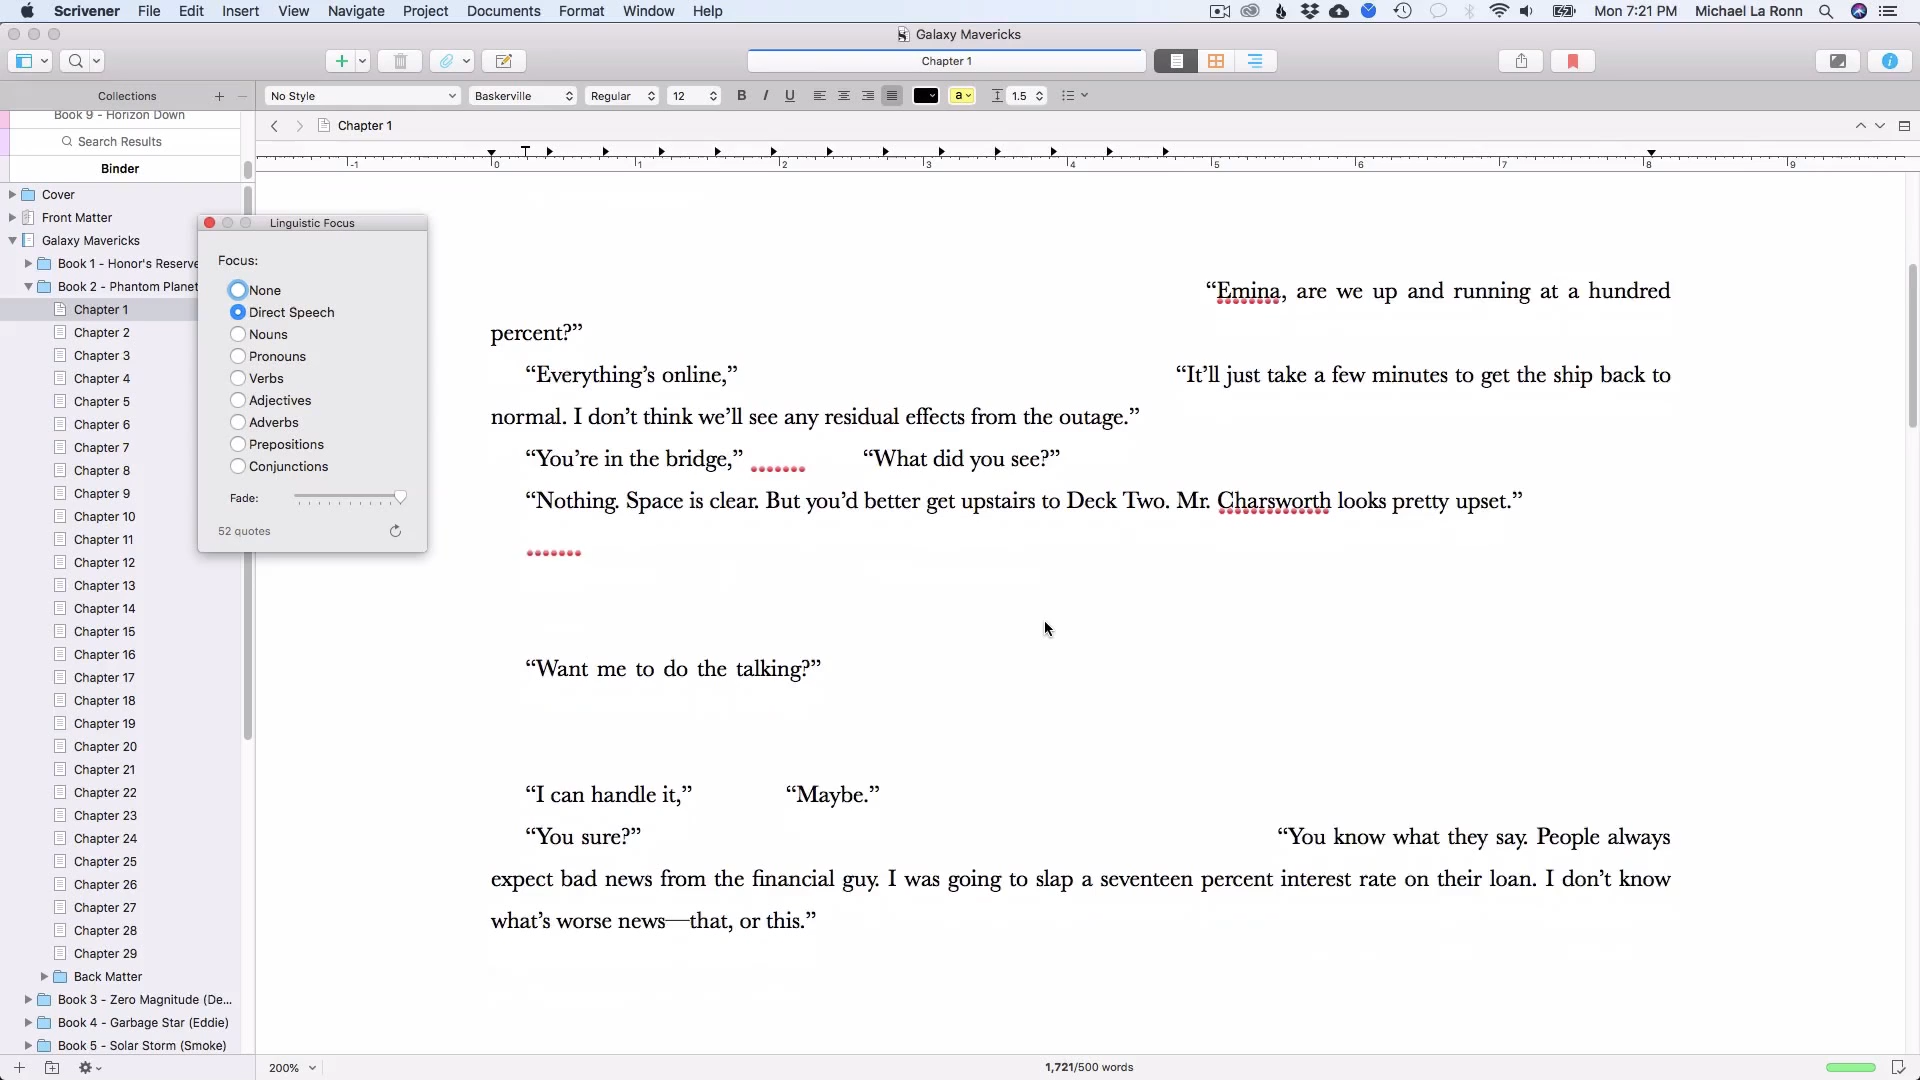 Scrivener File Edit Insert View Navigate Project Documents Format Window Help Mon 7:21 PM Michael La Ronn
Galaxy Mavericks
Chapter 1
Collections
No Style Baskerville Regular 12 B I U a 1.5
Book 9 - Horizon Down
Search Results
Binder
Chapter 1
-1 0 1 2 3 4 5 6 7 8 9
Cover
Front Matter
Galaxy Mavericks
Book 1 - Honor's Reserve
Book 2 - Phantom Planet
Chapter 1
Chapter 2
Chapter 3
Chapter 4
Chapter 5
Chapter 6
Chapter 7
Chapter 8
Chapter 9
Chapter 10
Chapter 11
Chapter 12
Chapter 13
Chapter 14
Chapter 15
Chapter 16
Chapter 17
Chapter 18
Chapter 19
Chapter 20
Chapter 21
Chapter 22
Chapter 23
Chapter 24
Chapter 25
Chapter 26
Chapter 27
Chapter 28
Chapter 29
Back Matter
Book 3 - Zero Magnitude (De...
Book 4 - Garbage Star (Eddie)
Book 5 - Solar Storm (Smoke)
Linguistic Focus
Focus:
None
Direct Speech
Nouns
Pronouns
Verbs
Adjectives
Adverbs
Prepositions
Conjunctions
Fade:
52 quotes
“Emina, are we up and running at a hundred
percent?”
“Everything’s online,” “It’ll just take a few minutes to get the ship back to
normal. I don’t think we’ll see any residual effects from the outage.”
“You’re in the bridge,” “What did you see?”
“Nothing. Space is clear. But you’d better get upstairs to Deck Two. Mr. Charsworth looks pretty upset.”
“Want me to do the talking?”
“I can handle it,” “Maybe.”
“You sure?” “You know what they say. People always
expect bad news from the financial guy. I was going to slap a seventeen percent interest rate on their loan. I don’t know
what’s worse news—that, or this.”
200%
1,721/500 words